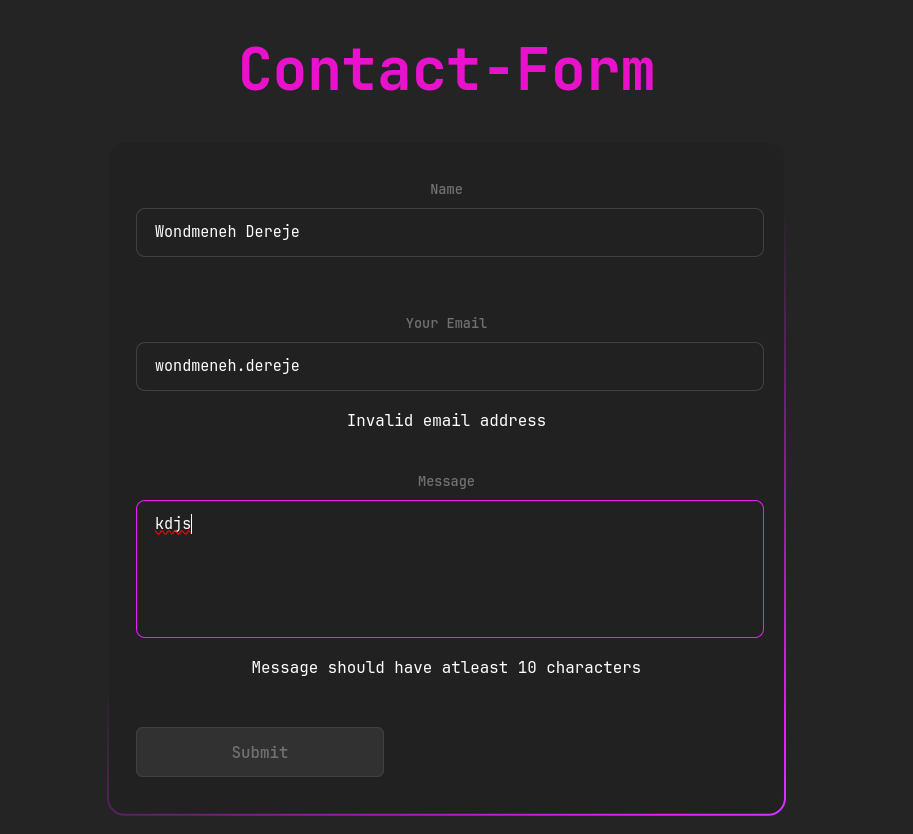 Contact-Form
Name
Wondmeneh Dereje
Your Email
wondmeneh.dereje
Invalid email address
Message
kdjs
Message should have atleast 10 characters
Submit